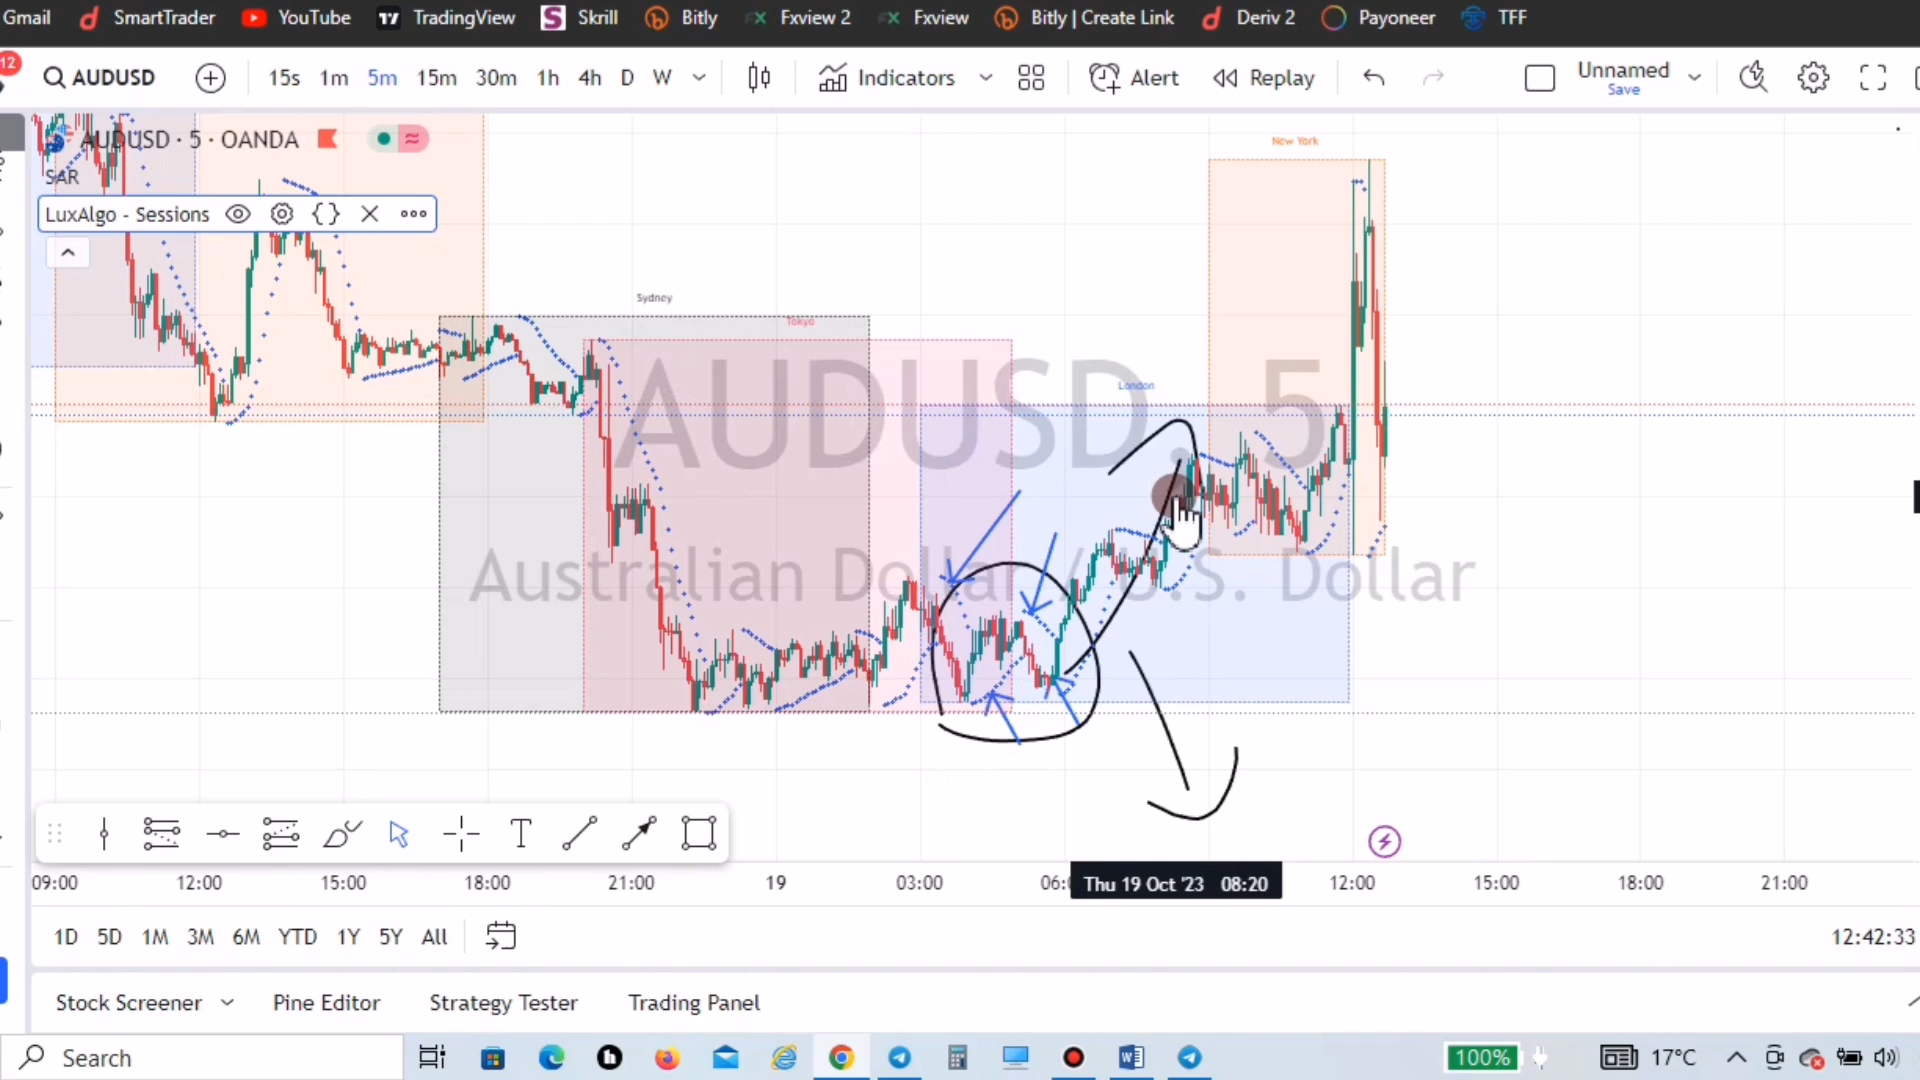 Gmail SmartTrader YouTube TradingView Skrill Bitly Fxview 2 Fxview Bitly | Create Link Deriv 2 Payoneer TFF
12 AUDUSD 15s 1m 5m 15m 30m 1h 4h D W Indicators Alert Replay Unnamed
Save
AUDUSD · 5 · OANDA
New York
SAR
LuxAlgo - Sessions
Sydney
Tokyo
London
AUDUSD, 5
Australian Dollar / U.S. Dollar
09:00 12:00 15:00 18:00 21:00 19 03:00 06:0 Thu 19 Oct '23 08:20 12:00 15:00 18:00 21:00
1D 5D 1M 3M 6M YTD 1Y 5Y All 12:42:33
Stock Screener Pine Editor Strategy Tester Trading Panel
Search 100% 17°C